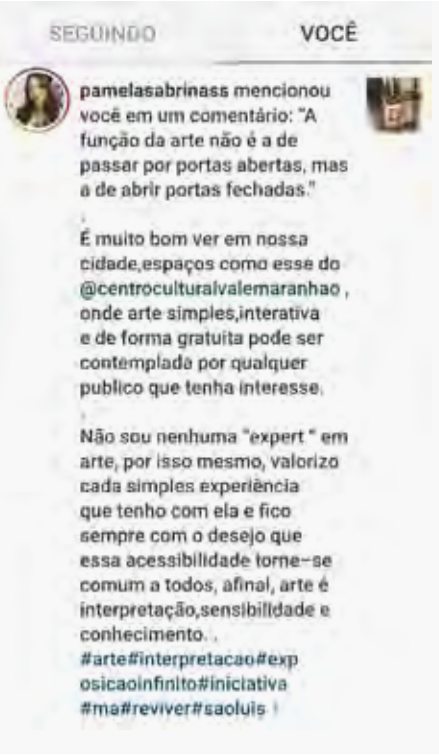 SEGUINDO VOCÊ
pamelasabrinass mencionou
você em um comentário: "A
função da arte não é a de
passar por portas abertas, mas
a de abrir portas fechadas."
.
É muito bom ver em nossa
cidade,espaços como esse do
@centroculturalvalemaranhao ,
onde arte simples,interativa
e de forma gratuita pode ser
contemplada por qualquer
publico que tenha interesse.
.
Não sou nenhuma "expert " em
arte, por isso mesmo, valorizo
cada simples experiência
que tenho com ela e fico
sempre com o desejo que
essa acessibilidade torne-se
comum a todos, afinal, arte é
interpretação,sensibilidade e
conhecimento. .
#arte#interpretacao#exp
osicaoinfinito#iniciativa
#ma#reviver#saoluis